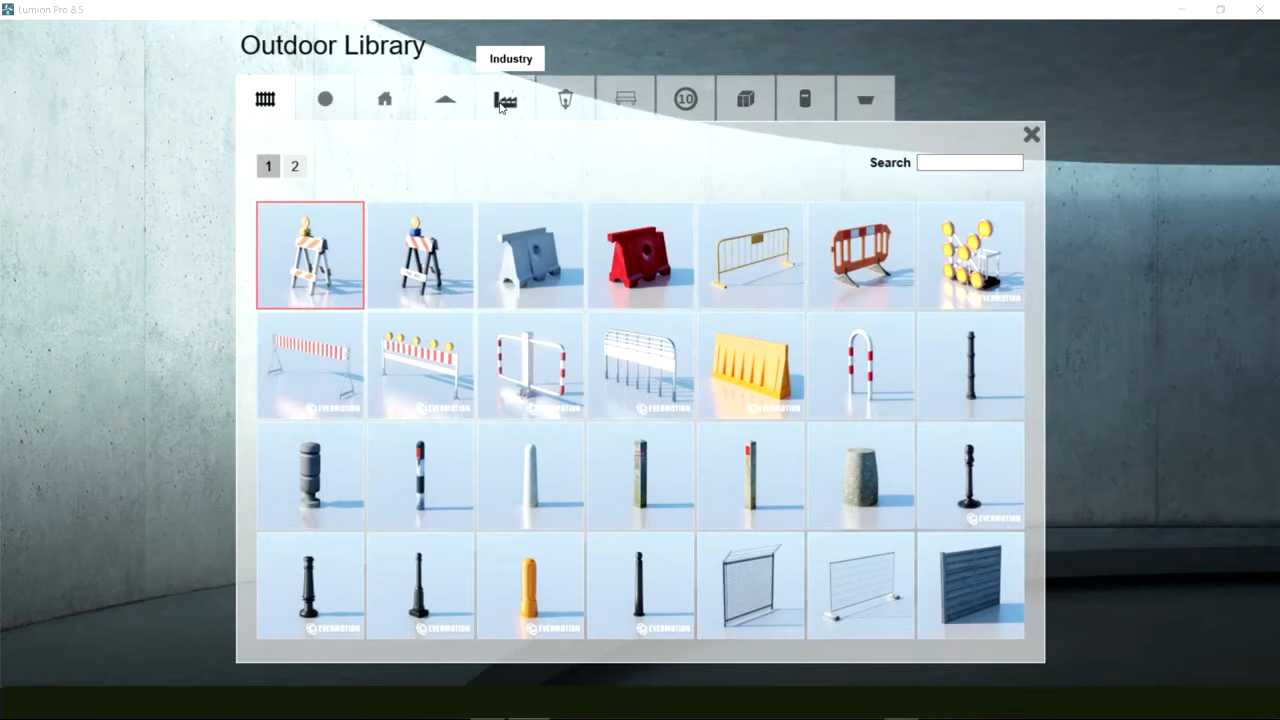 Lumion Pro 8.5
Outdoor Library
Industry
10
1 2
Search
EVERMOTION
EVERMOTION
EVERMOTION
EVERMOTION
EVERMOTION
EVERMOTION
EVERMOTION
EVERMOTION
EVERMOTION
EVERMOTION
EVERMOTION